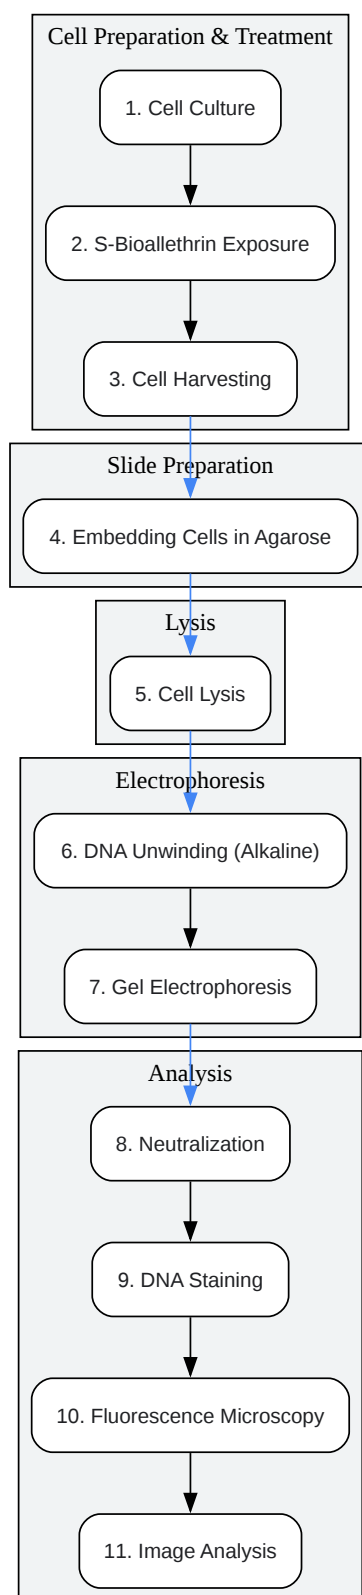 Cell Preparation & Treatment
1. Cell Culture
2. S-Bioallethrin Exposure
3. Cell Harvesting
Slide Preparation
4. Embedding Cells in Agarose
Lysis
5. Cell Lysis
Electrophoresis
6. DNA Unwinding (Alkaline)
7. Gel Electrophoresis
Analysis
8. Neutralization
9. DNA Staining
10. Fluorescence Microscopy
11. Image Analysis